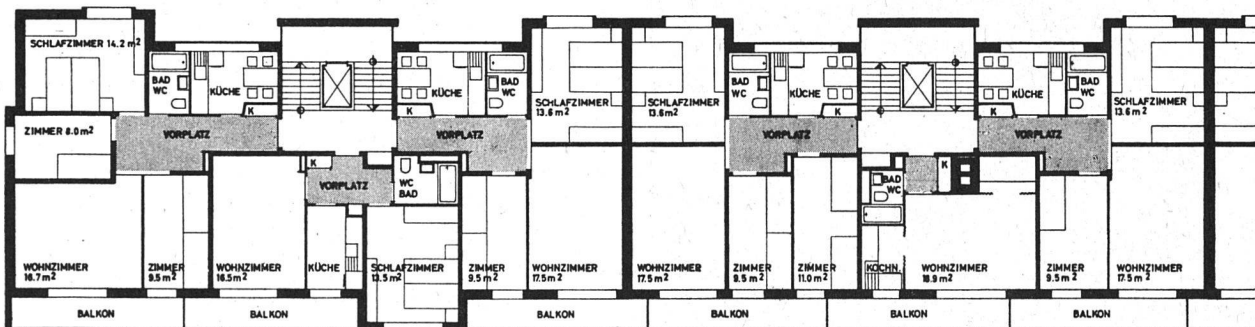 SCHLAFZIMMER 14.2 m²
BAD
WC
KÜCHE
K
ZIMMER 8.0 m²
VORPLATZ
WOHNZIMMER
16.7 m²
ZIMMER
9.5 m²
WOHNZIMMER
16.5 m²
K
VORPLATZ
WC
BAD
KÜCHE
SCHLAFZIMMER
13.5 m²
KÜCHE
BAD
WC
K
VORPLATZ
SCHLAFZIMMER
13.6 m²
ZIMMER
9.5 m²
WOHNZIMMER
17.5 m²
SCHLAFZIMMER
13.6 m²
BAD
WC
KÜCHE
K
VORPLATZ
WOHNZIMMER
17.5 m²
ZIMMER
9.5 m²
ZIMMER
11.0 m²
BAD
WC
K
KOCHN.
WOHNZIMMER
18.9 m²
KÜCHE
BAD
WC
K
VORPLATZ
SCHLAFZIMMER
13.6 m²
ZIMMER
9.5 m²
WOHNZIMMER
17.5 m²
BALKON
BALKON
BALKON
BALKON
BALKON
BALKON